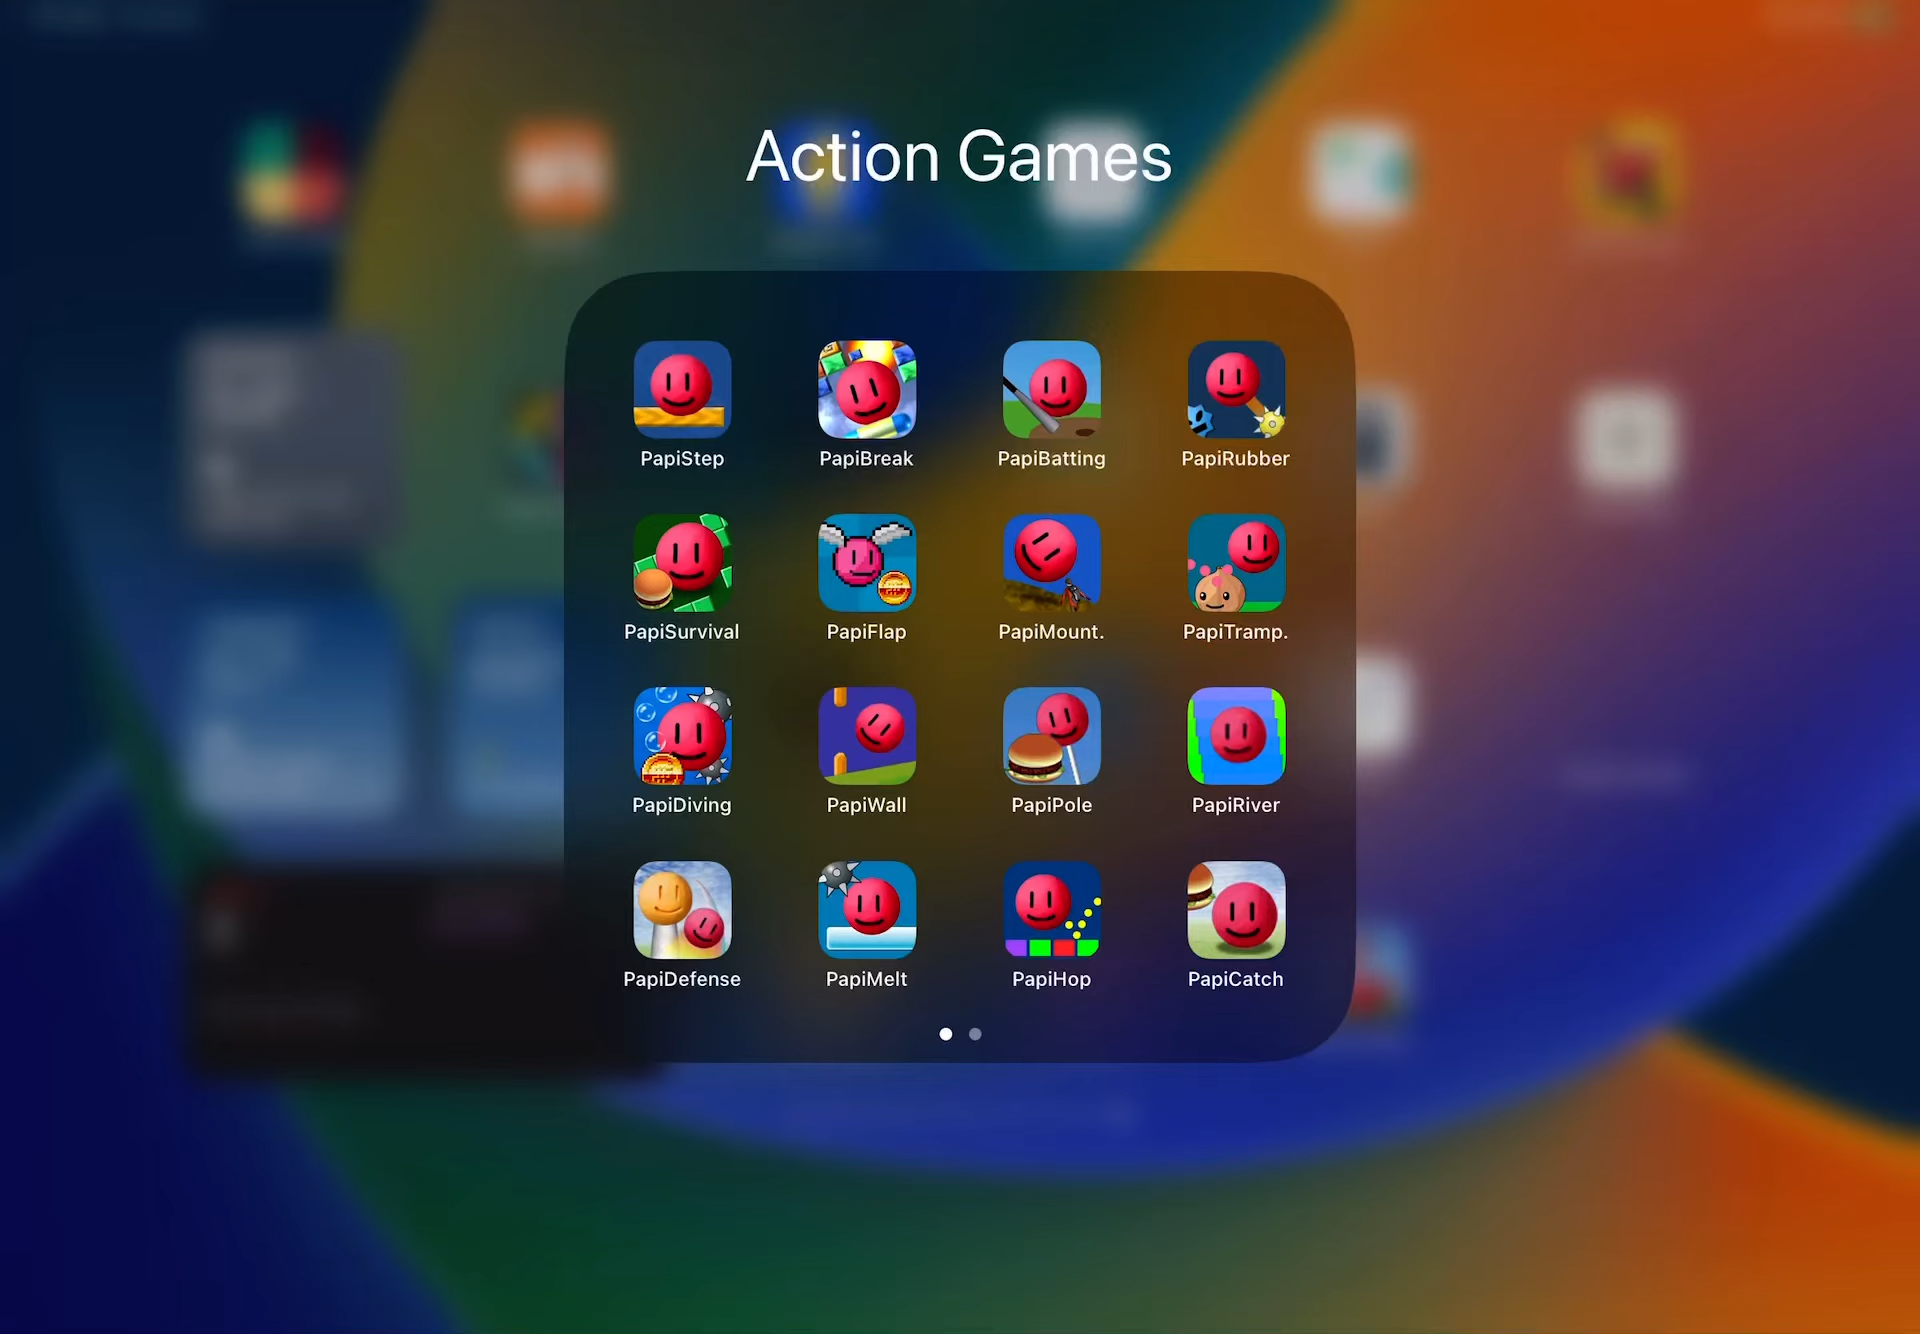 Action Games
PapiStep PapiBreak PapiBatting PapiRubber
PapiSurvival PapiFlap PapiMount. PapiTramp.
PapiDiving PapiWall PapiPole PapiRiver
PapiDefense PapiMelt PapiHop PapiCatch